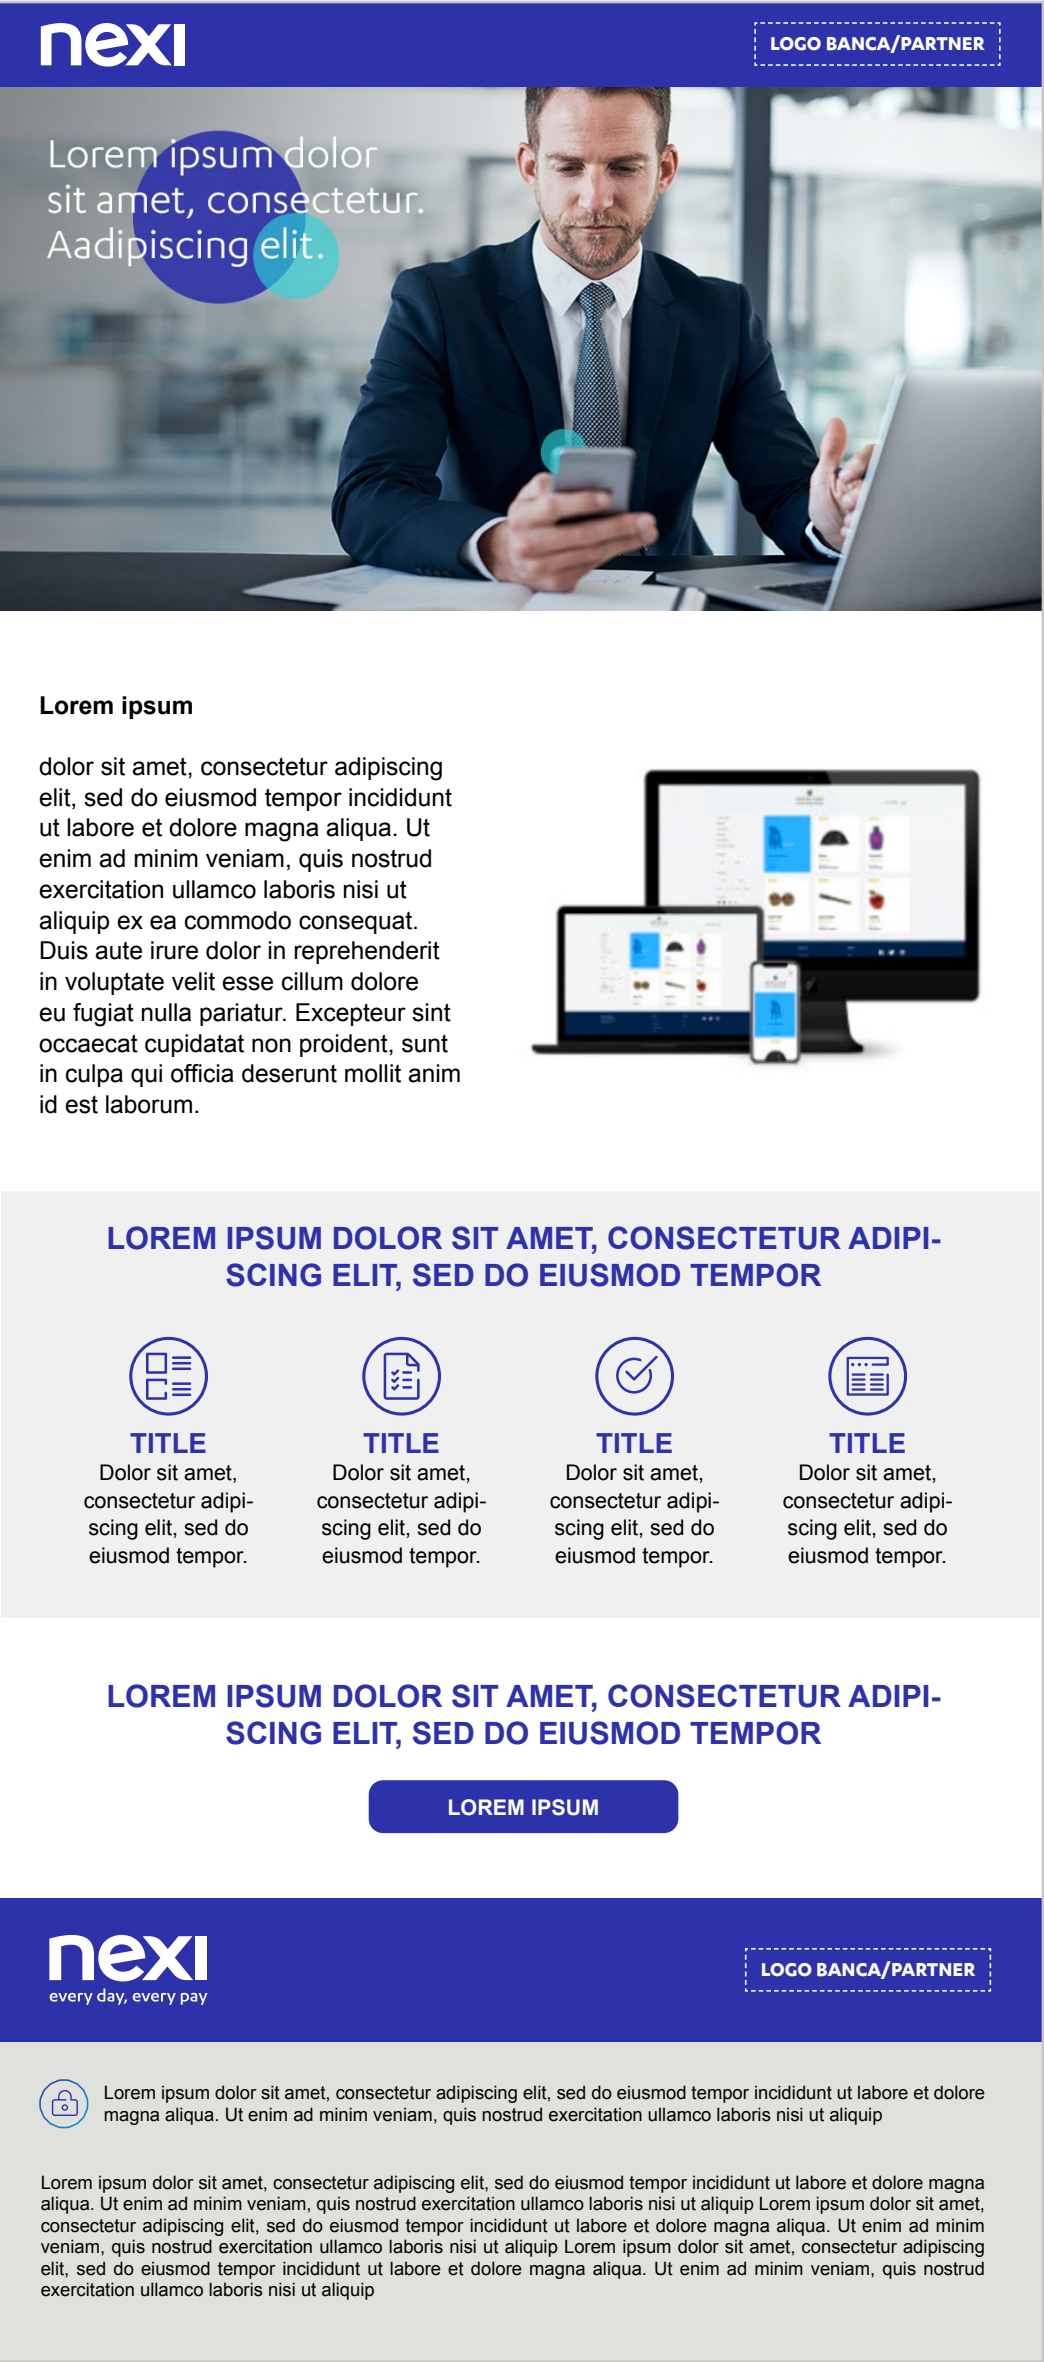 nexi
LOGO BANCA/PARTNER
Lorem ipsum dolor
sit amet, consectetur.
Aadipiscing elit.
Lorem ipsum
dolor sit amet, consectetur adipiscing
elit, sed do eiusmod tempor incididunt
ut labore et dolore magna aliqua. Ut
enim ad minim veniam, quis nostrud
exercitation ullamco laboris nisi ut
aliquip ex ea commodo consequat.
Duis aute irure dolor in reprehenderit
in voluptate velit esse cillum dolore
eu fugiat nulla pariatur. Excepteur sint
occaecat cupidatat non proident, sunt
in culpa qui officia deserunt mollit anim
id est laborum.
LOREM IPSUM DOLOR SIT AMET, CONSECTETUR ADIPI-
SCING ELIT, SED DO EIUSMOD TEMPOR
TITLE
Dolor sit amet,
consectetur adipi-
scing elit, sed do
eiusmod tempor.
TITLE
Dolor sit amet,
consectetur adipi-
scing elit, sed do
eiusmod tempor.
TITLE
Dolor sit amet,
consectetur adipi-
scing elit, sed do
eiusmod tempor.
TITLE
Dolor sit amet,
consectetur adipi-
scing elit, sed do
eiusmod tempor.
LOREM IPSUM DOLOR SIT AMET, CONSECTETUR ADIPI-
SCING ELIT, SED DO EIUSMOD TEMPOR
LOREM IPSUM
nexi
every day, every pay
LOGO BANCA/PARTNER
Lorem ipsum dolor sit amet, consectetur adipiscing elit, sed do eiusmod tempor incididunt ut labore et dolore
magna aliqua. Ut enim ad minim veniam, quis nostrud exercitation ullamco laboris nisi ut aliquip
Lorem ipsum dolor sit amet, consectetur adipiscing elit, sed do eiusmod tempor incididunt ut labore et dolore magna
aliqua. Ut enim ad minim veniam, quis nostrud exercitation ullamco laboris nisi ut aliquip Lorem ipsum dolor sit amet,
consectetur adipiscing elit, sed do eiusmod tempor incididunt ut labore et dolore magna aliqua. Ut enim ad minim
veniam, quis nostrud exercitation ullamco laboris nisi ut aliquip Lorem ipsum dolor sit amet, consectetur adipiscing
elit, sed do eiusmod tempor incididunt ut labore et dolore magna aliqua. Ut enim ad minim veniam, quis nostrud
exercitation ullamco laboris nisi ut aliquip